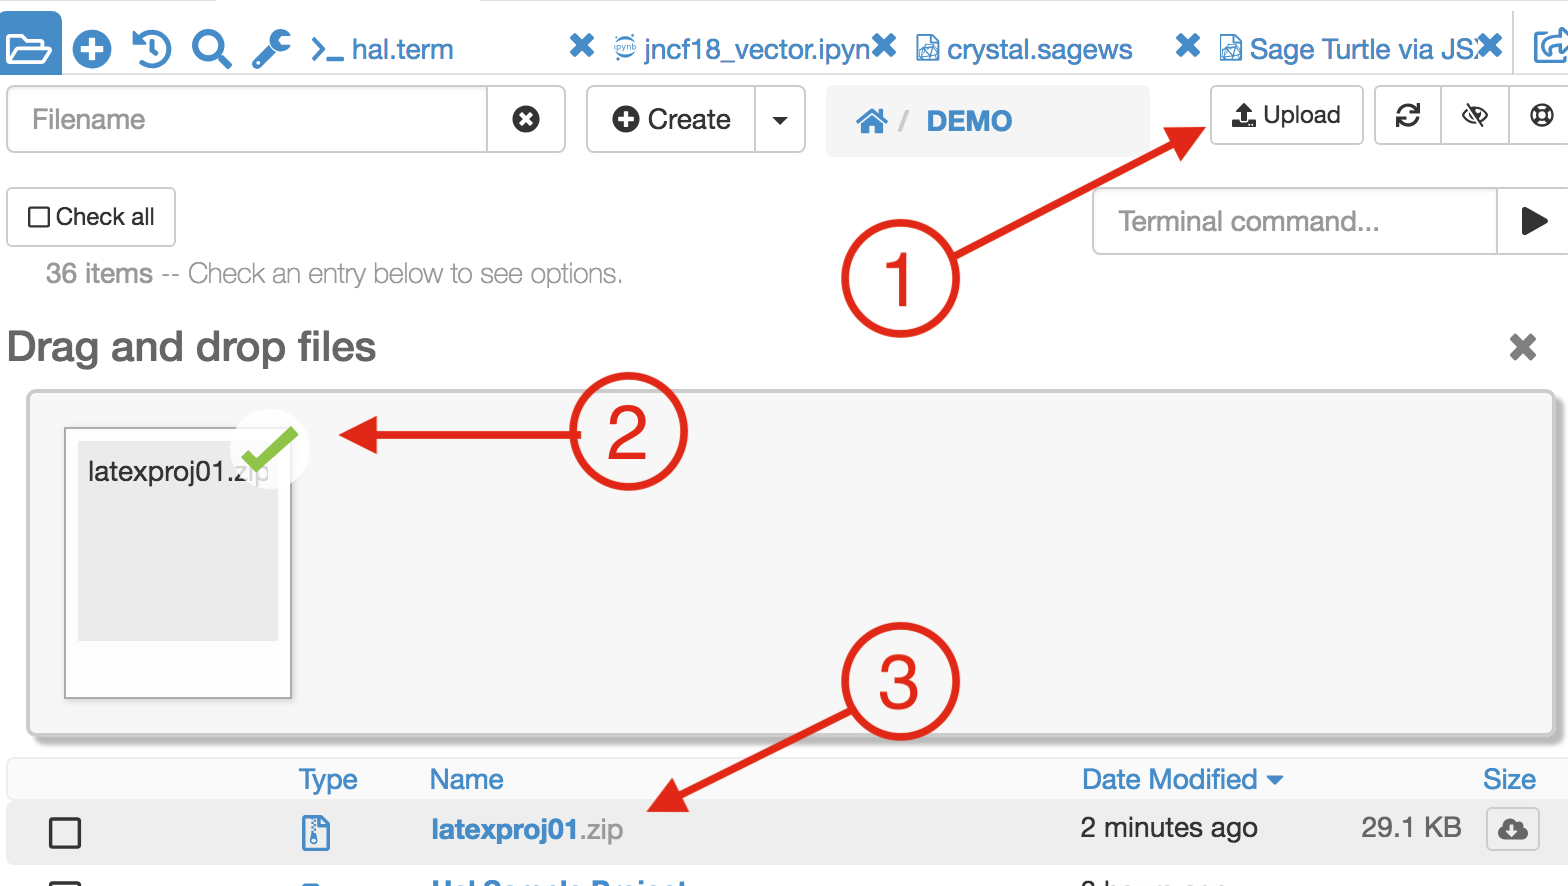 hal.term jncf18_vector.ipyn crystal.sagews Sage Turtle via JS
Filename Create / DEMO Upload
Check all Terminal command...
36 items -- Check an entry below to see options.
1
Drag and drop files
2
latexproj01.zip
3
Type Name Date Modified Size
latexproj01.zip 2 minutes ago 29.1 KB